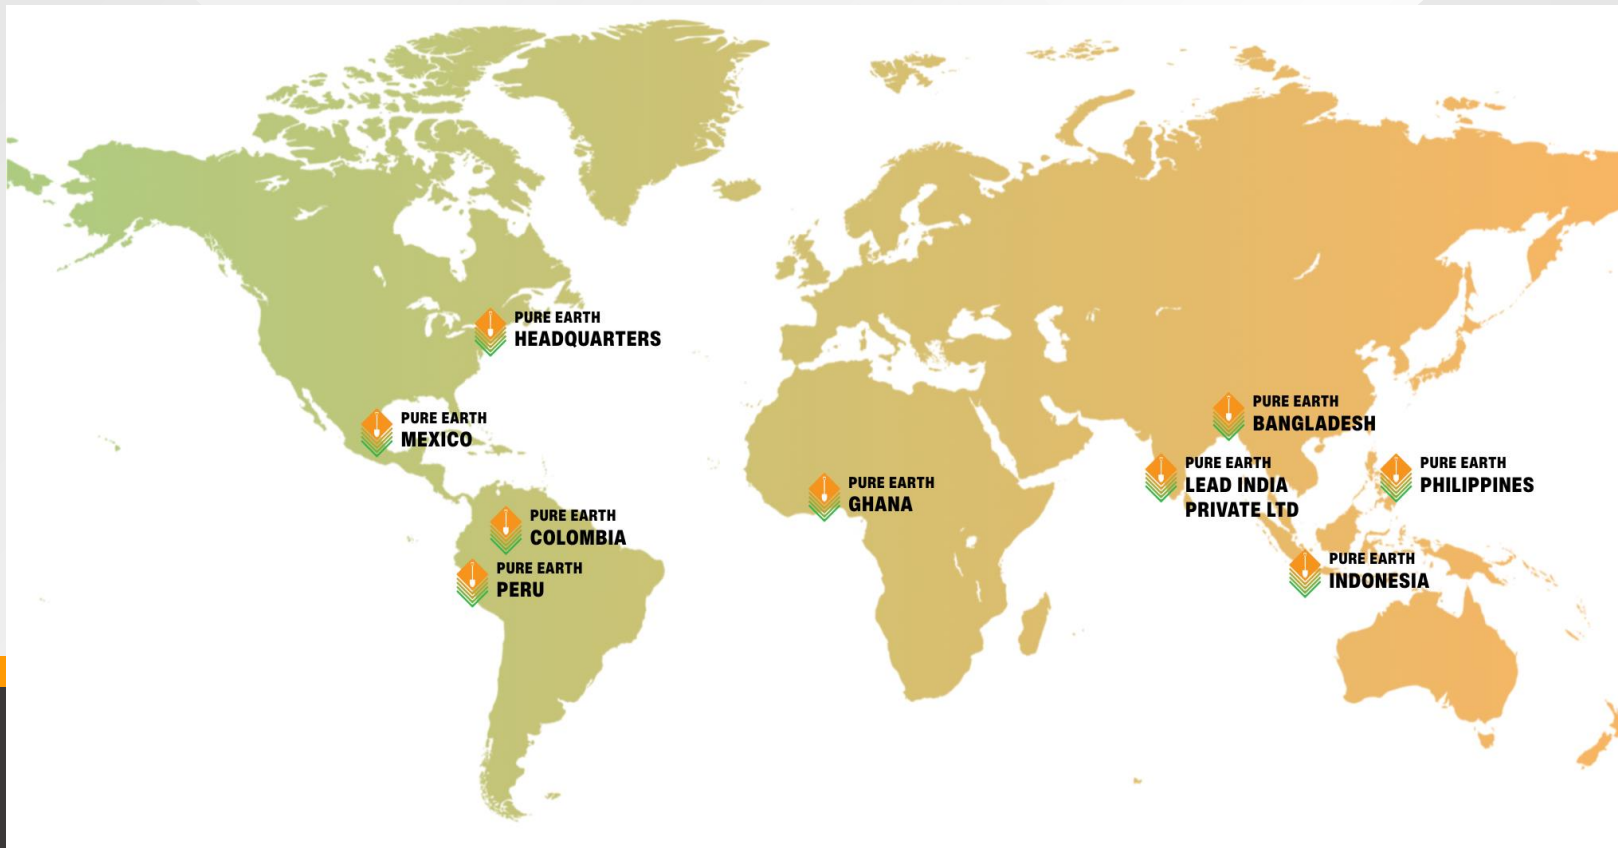 PURE EARTH
HEADQUARTERS
PURE EARTH
MEXICO
PURE EARTH
COLOMBIA
PURE EARTH
PERU
PURE EARTH
GHANA
PURE EARTH
BANGLADESH
PURE EARTH
LEAD INDIA
PRIVATE LTD
PURE EARTH
PHILIPPINES
PURE EARTH
INDONESIA